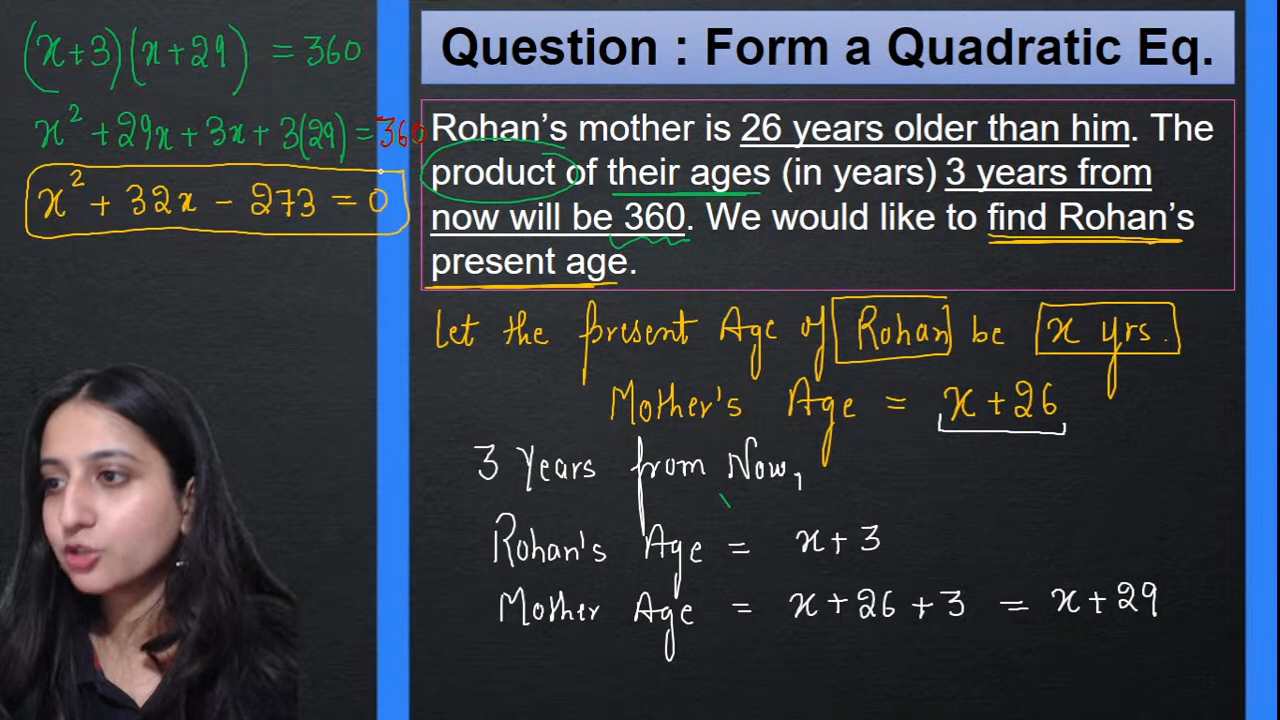 (x+3)(x+29) = 360
x² + 29x + 3x + 3(29) = 360
x² + 32x - 273 = 0
Question : Form a Quadratic Eq.
Rohan's mother is 26 years older than him. The
product of their ages (in years) 3 years from
now will be 360. We would like to find Rohan's
present age.
Let the present Age of Rohan be x yrs.
Mother's Age = x + 26
3 Years from Now,
Rohan's Age = x + 3
Mother Age = x + 26 + 3 = x + 29